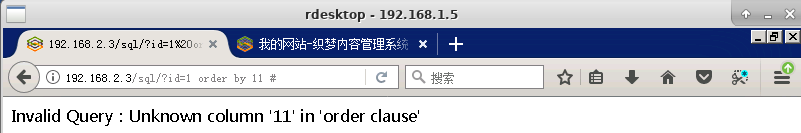 rdesktop - 192.168.1.5
192.168.2.3/sql/?id=1%20or
我的网站-织梦内容管理系统
192.168.2.3/sql/?id=1 order by 11 #
搜索
Invalid Query : Unknown column '11' in 'order clause'